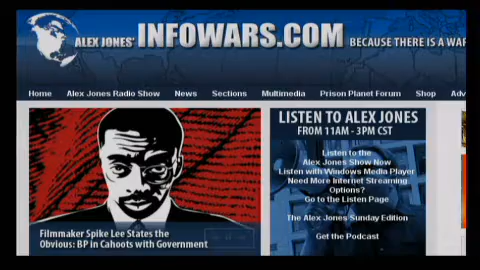 ALEX JONES' INFOWARS.COM BECAUSE THERE IS A WAR
Home Alex Jones Radio Show News Sections Multimedia Prison Planet Forum Shop Adv
Filmmaker Spike Lee States the
Obvious: BP in Cahoots with Government
LISTEN TO ALEX JONES
FROM 11AM - 3PM CST
Listen to the
Alex Jones Show Now
Listen with Windows Media Player
Need More Internet Streaming
Options?
Go to the Listen Page
The Alex Jones Sunday Edition
Get the Podcast